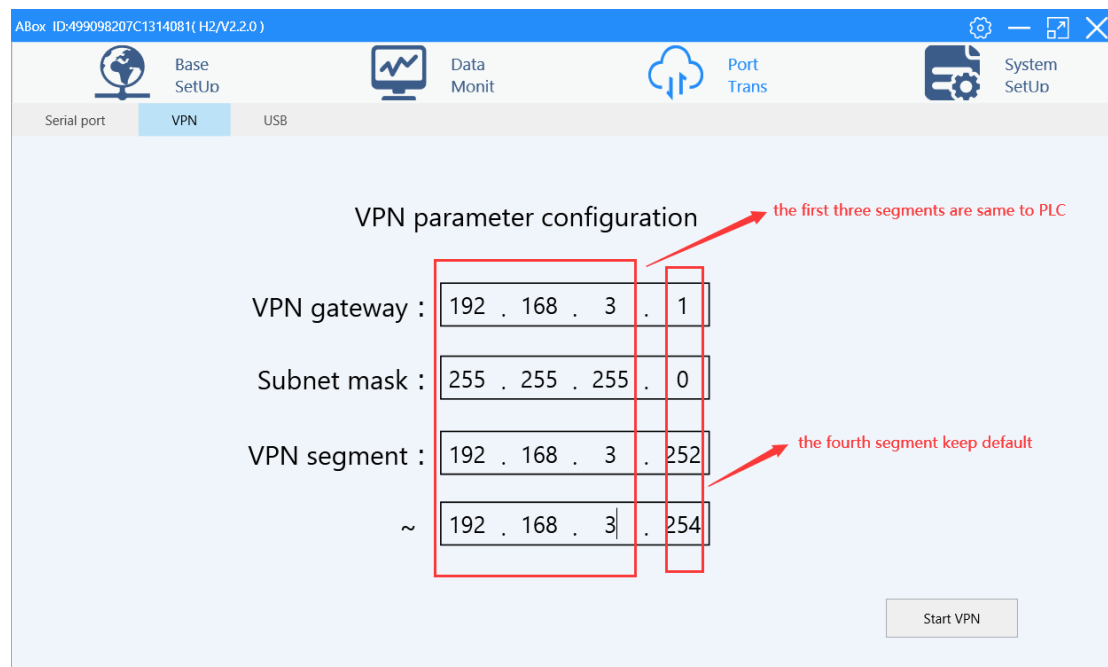 ABox ID:499098207C1314081( H2/V2.2.0 )
Base
SetUp
Data
Monit
Port
Trans
System
SetUp
Serial port VPN USB
VPN parameter configuration
the first three segments are same to PLC
VPN gateway : 192 . 168 . 3 . 1
Subnet mask : 255 . 255 . 255 . 0
VPN segment : 192 . 168 . 3 . 252
the fourth segment keep default
~ 192 . 168 . 3 . 254
Start VPN